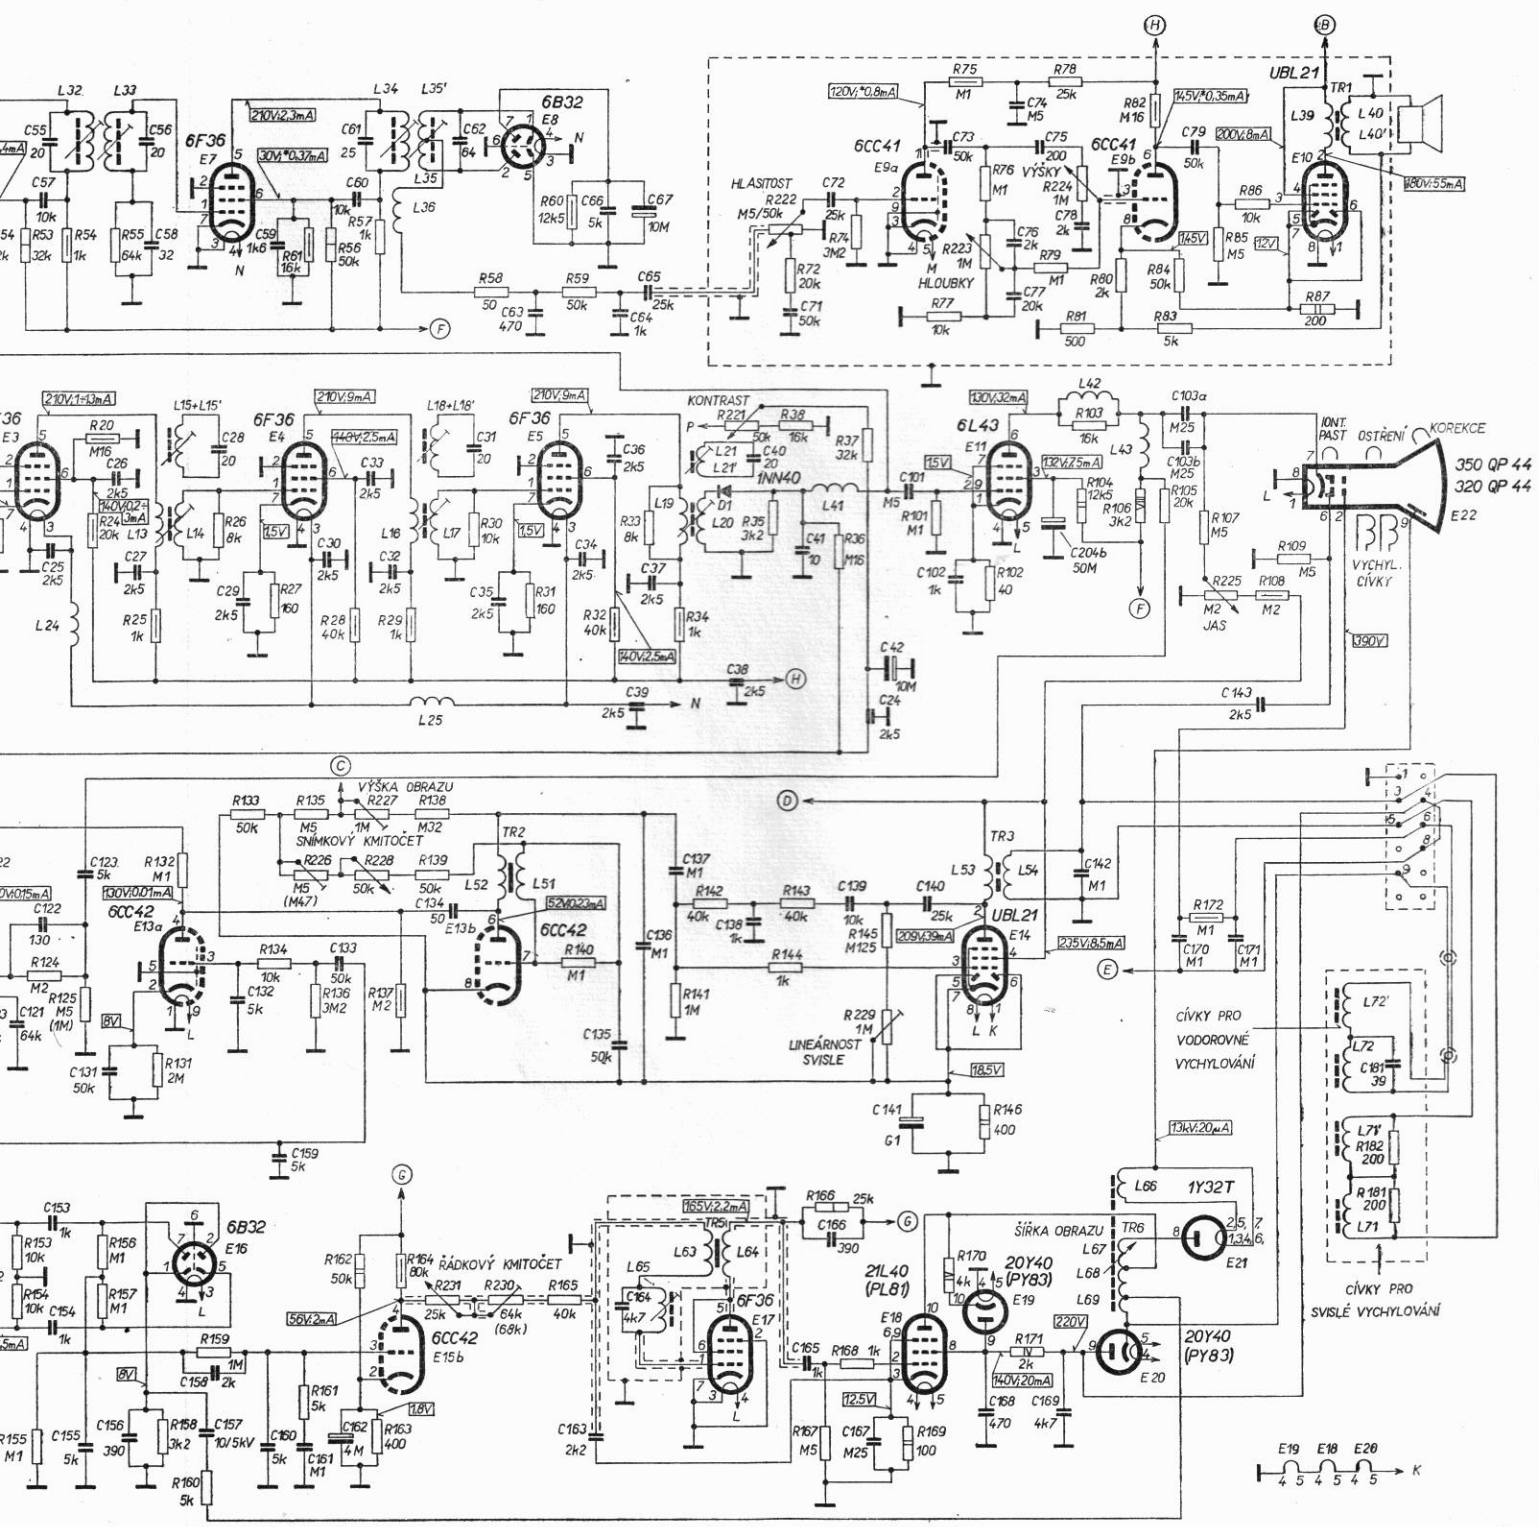 H
B
L32
L33
C55
20
C56
20
6F36
E7
210V;2,3mA
30V;*0,37mA
L34
L35'
C61
25
C62
64
L35
L36
6B32
E8
N
C57
10k
R53
32k
R54
1k
R55
64k
C58
32
C59
1k6
R61
16k
C60
10k
R56
50k
R57
1k
N
R60
12k5
C66
5k
C67
10M
R58
50
C63
470
R59
50k
C64
1k
C65
25k
F
HLASITOST
R222
M5/50k
C72
25k
R72
20k
C71
50k
R74
3M2
120V;*0,8mA
6CC41
E9a
R75
M1
C74
M5
R78
25k
C73
50k
C75
200
R76
M1
VÝŠKY
R224
1M
C78
2k
R223
1M
HLOUBKY
C76
2k
R79
M1
C77
20k
R77
10k
M
6CC41
E9b
R82
M16
145V;*0,35mA
C79
50k
1,45V
R80
2k
R84
50k
R85
M5
R81
500
R83
5k
R86
10k
R87
200
200V;8mA
UBL21
E10
L39
TR1
L40
L40'
180V;55mA
12V
210V;1÷13mA
E3
R20
M16
C26
2k5
R24
20k
C25
2k5
L24
L13
L14
C27
2k5
R25
1k
L15+L15'
C28
20
R26
8k
6F36
E4
210V;9mA
140V;2,5mA
C33
2k5
1,5V
C29
2k5
R27
160
C30
2k5
R28
40k
R29
1k
C32
2k5
L16
L17
L18+L18'
C31
20
R30
10k
6F36
E5
210V;9mA
1,5V
C35
2k5
R31
160
C34
2k5
C36
2k5
R32
40k
140V;2,5mA
C37
2k5
R33
8k
R34
1k
L19
L20
KONTRAST
P
R221
50k
R38
16k
L21
L21'
C40
20
1NN40
D1
R35
3k2
C41
10
L41
R36
M16
R37
32k
C42
10M
C24
2k5
C38
2k5
H
C39
2k5
N
L25
C101
M5
R101
M1
130V;32mA
6L43
E11
1,5V
132V;7,5mA
C102
1k
R102
40
L
R104
12k5
C204b
50M
L42
R103
16k
L43
R106
3k2
R105
20k
F
C103a
M25
C103b
M25
R107
M5
R109
M5
R225
M2
JAS
R108
M2
IONT.
PAST
OSTŘENÍ
KOREKCE
350 QP 44
320 QP 44
E22
L
VYCHYL.
CÍVKY
390V
C143
2k5
C
VÝŠKA OBRAZU
R133
50k
R135
M5
R227
1M
R138
M32
SNÍMKOVÝ KMITOČET
R226
M5
(M47)
R228
50k
R139
50k
C134
50
C123
5k
R132
M1
130V;0,01mA
6CC42
E13a
C122
130
R124
M2
R125
M5
(1M)
C121
64k
8V
C131
50k
R131
2M
L
R134
10k
C132
5k
C133
50k
R136
3M2
R137
M2
TR2
L52
L51
52V;0,23mA
E13b
6CC42
R140
M1
C135
50k
C136
M1
C137
M1
R141
1M
R142
40k
C138
1k
R143
40k
C139
10k
R144
1k
R145
M125
C140
25k
R229
1M
LINEÁRNOST
SVISLE
D
TR3
L53
L54
C142
M1
209V;39mA
UBL21
E14
235V;8,5mA
L
K
18,5V
C141
G1
R146
400
R172
M1
C170
M1
C171
M1
E
CÍVKY PRO
VODOROVNÉ
VYCHYLOVÁNÍ
L72'
L72
C181
39
L71'
R182
200
R181
200
L71
CÍVKY PRO
SVISLÉ VYCHYLOVÁNÍ
13kV;20µA
C159
5k
G
C153
1k
R153
10k
R154
10k
C154
1k
R156
M1
R157
M1
6B32
E16
L
R155
M1
C155
5k
8V
C156
390
R158
3k2
R159
1M
C158
2k
C157
10/5kV
R160
5k
C160
5k
R161
5k
C161
M1
R162
50k
R164
80k
ŘÁDKOVÝ KMITOČET
56V;2mA
R231
25k
R230
64k
(68k)
R165
40k
6CC42
E15b
1,8V
C162
4M
R163
400
C163
2k2
165V;2,2mA
TR5
L63
L64
L65
C164
4k7
6F36
E17
L
R166
25k
C166
390
G
C165
1k
R168
1k
R167
M5
12,5V
C167
M25
R169
100
21L40
(PL81)
E18
R170
4k
20Y40
(PY83)
E19
140V;20mA
R171
2k
C168
470
C169
4k7
220V
ŠÍŘKA OBRAZU
TR6
L66
L67
L68
L69
1Y32T
E21
20Y40
(PY83)
E20
E19
E18
E20
4 5 4 5 4 5
K